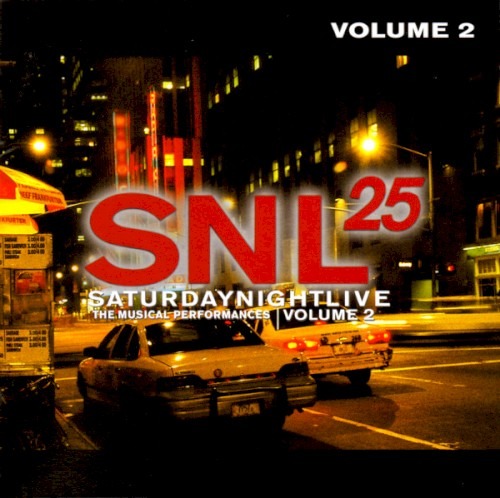 VOLUME 2
SNL25
SATURDAYNIGHTLIVE
THE MUSICAL PERFORMANCES | VOLUME 2